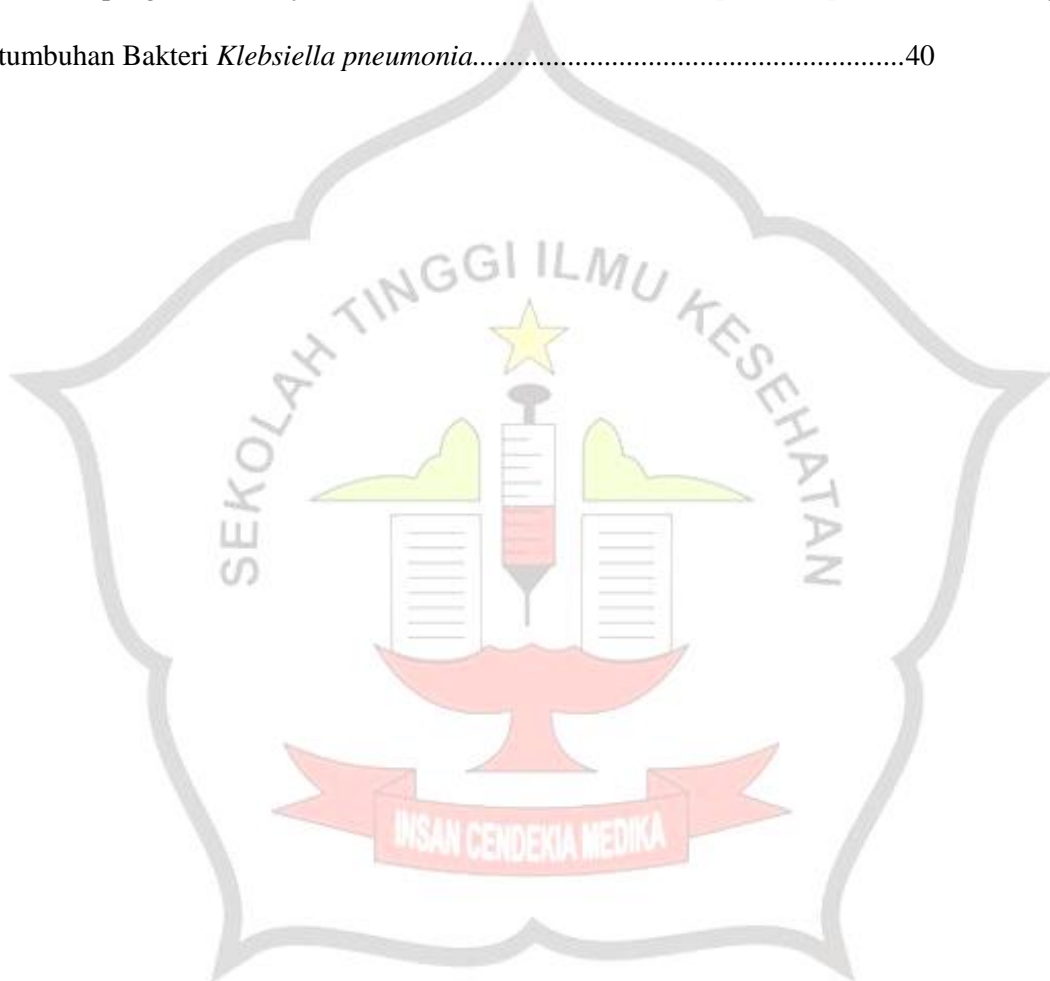 tumbuhan Bakteri Klebsiella pneumonia..........................................................40
SEKOLAH TINGGI ILMU KESEHATAN
INSAN CENDEKIA MEDIKA